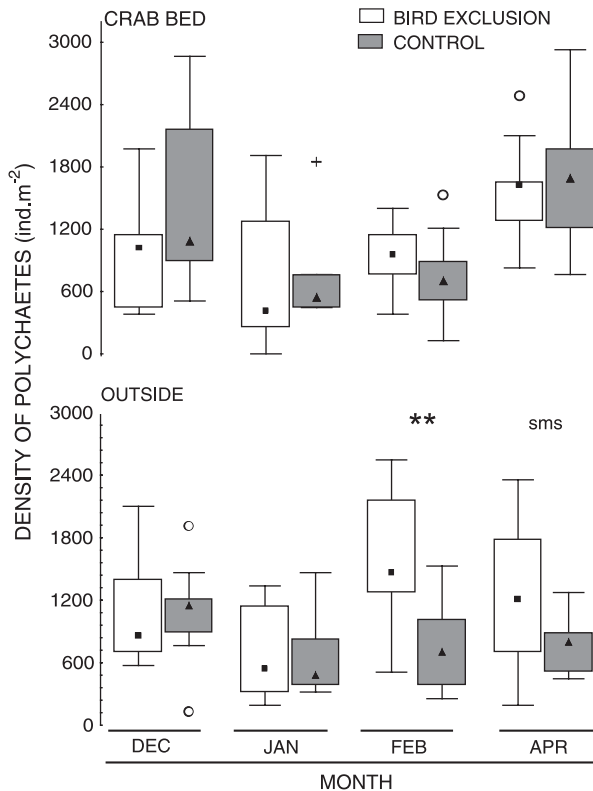 CRAB BED
BIRD EXCLUSION
CONTROL
3000
2400
1800
1200
600
0
DENSITY OF POLYCHAETES (ind.m-2)
OUTSIDE
3000
2400
1800
1200
600
0
**
sms
DEC JAN FEB APR
MONTH